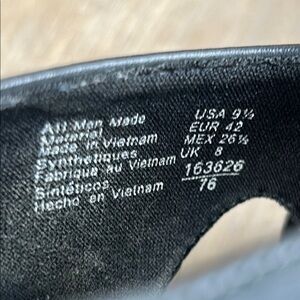 All Man Made
Material
Made in Vietnam
Synthetiques
Fabrique au Vietnam
Sintéticos
Hecho en Vietnam
USA 9½
EUR 42
MEX 26½
UK 8
163626
76